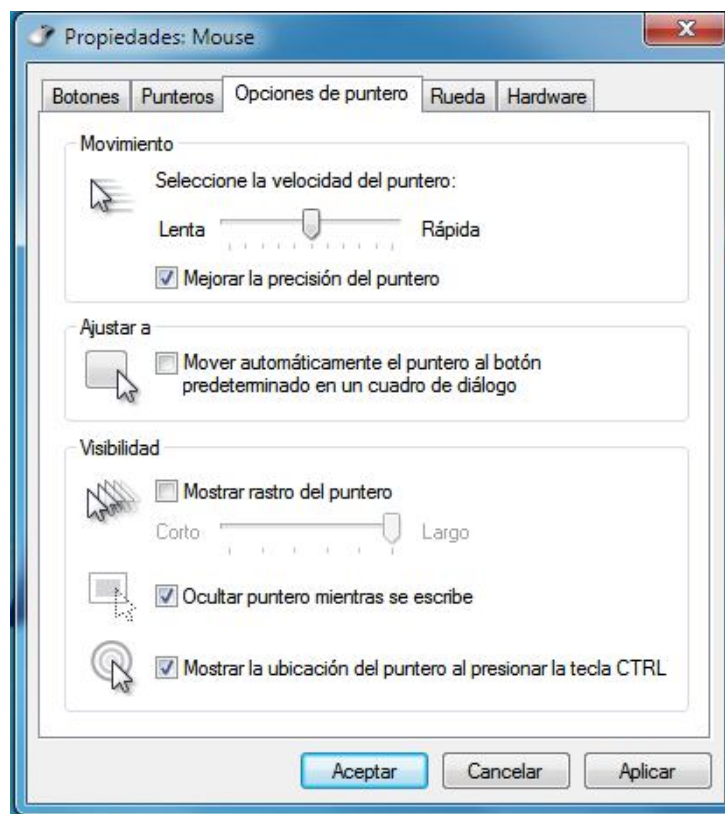 Propiedades: Mouse
Botones Punteros Opciones de puntero Rueda Hardware
Movimiento
Seleccione la velocidad del puntero:
Lenta Rápida
Mejorar la precisión del puntero
Ajustar a
Mover automáticamente el puntero al botón
predeterminado en un cuadro de diálogo
Visibilidad
Mostrar rastro del puntero
Corto Largo
Ocultar puntero mientras se escribe
Mostrar la ubicación del puntero al presionar la tecla CTRL
Aceptar Cancelar Aplicar